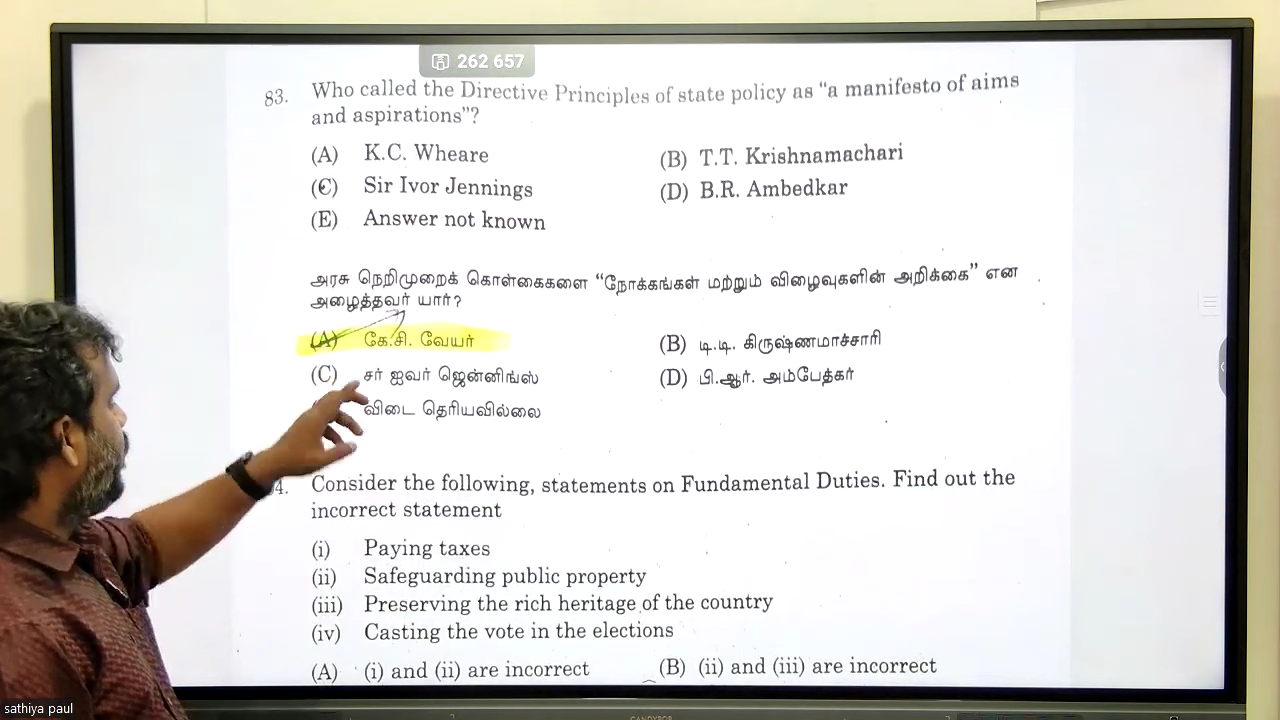 262 657
83. Who called the Directive Principles of state policy as “a manifesto of aims
and aspirations”?
(A) K.C. Wheare (B) T.T. Krishnamachari
(C) Sir Ivor Jennings (D) B.R. Ambedkar
(E) Answer not known
அரசு நெறிமுறைக் கொள்கைகளை “நோக்கங்கள் மற்றும் விழைவுகளின் அறிக்கை” என
அழைத்தவர் யார்?
(A) கே.சி. வேயர் (B) டி.டி. கிருஷ்ணமாச்சாரி
(C) சர் ஐவர் ஜென்னிங்ஸ் (D) பி.ஆர். அம்பேத்கர்
விடை தெரியவில்லை
4. Consider the following, statements on Fundamental Duties. Find out the
incorrect statement
(i) Paying taxes
(ii) Safeguarding public property
(iii) Preserving the rich heritage of the country
(iv) Casting the vote in the elections
(A) (i) and (ii) are incorrect (B) (ii) and (iii) are incorrect
sathiya paul